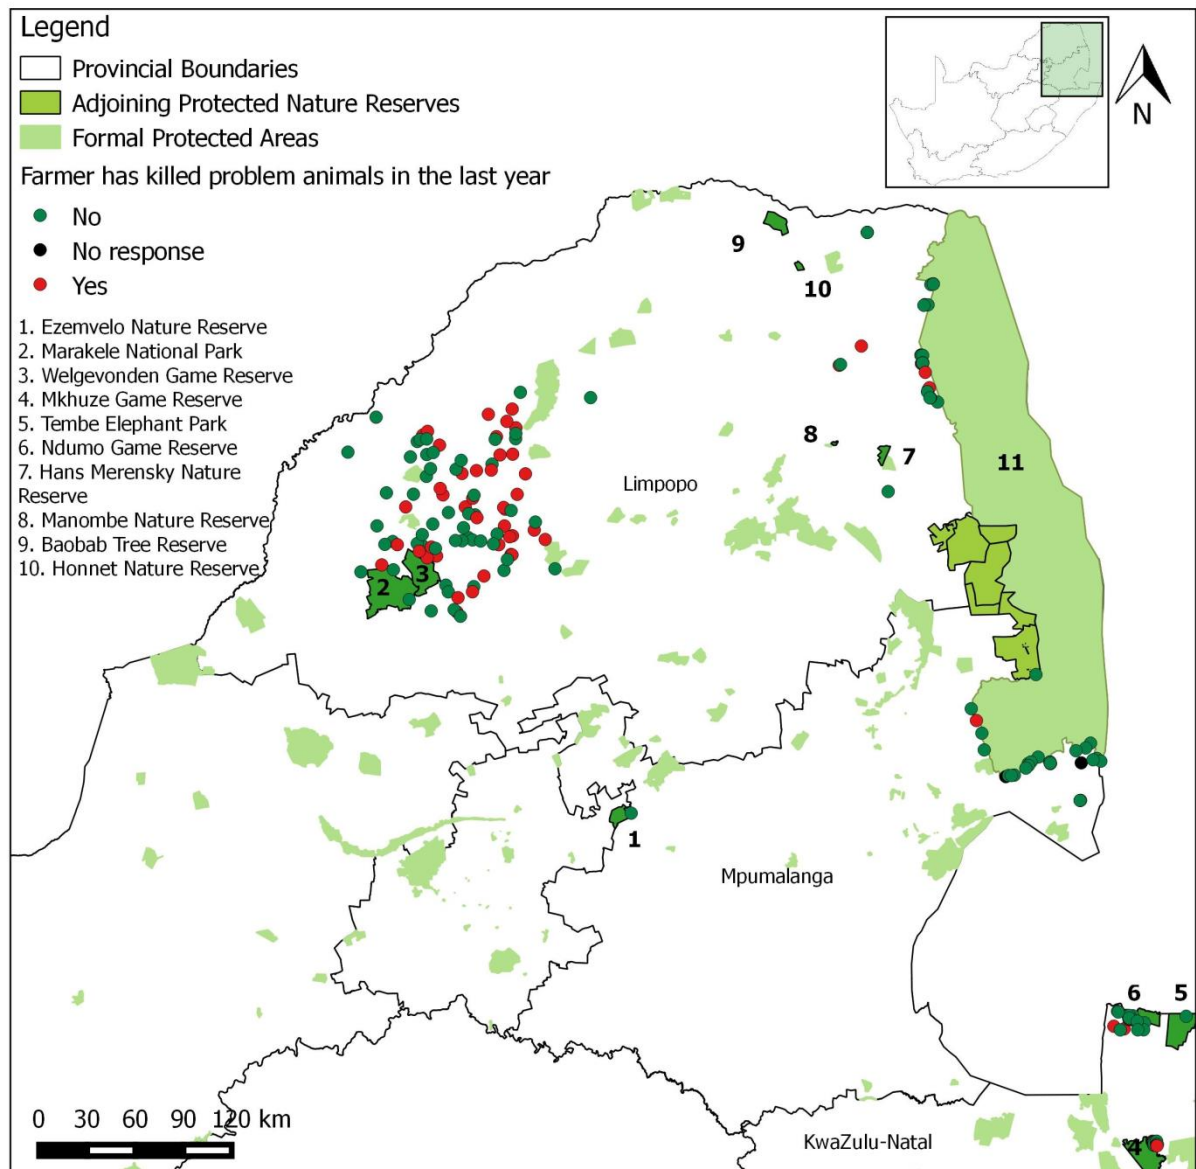 Legend
Provincial Boundaries
Adjoining Protected Nature Reserves
Formal Protected Areas
Farmer has killed problem animals in the last year
No
No response
Yes
1. Ezemvelo Nature Reserve
2. Marakele National Park
3. Welgevonden Game Reserve
4. Mkhuze Game Reserve
5. Tembe Elephant Park
6. Ndumo Game Reserve
7. Hans Merensky Nature
Reserve
8. Manombe Nature Reserve
9. Baobab Tree Reserve
10. Honnet Nature Reserve
N
9
10
8
7
11
Limpopo
2
3
1
Mpumalanga
6
5
4
KwaZulu-Natal
0 30 60 90 120 km